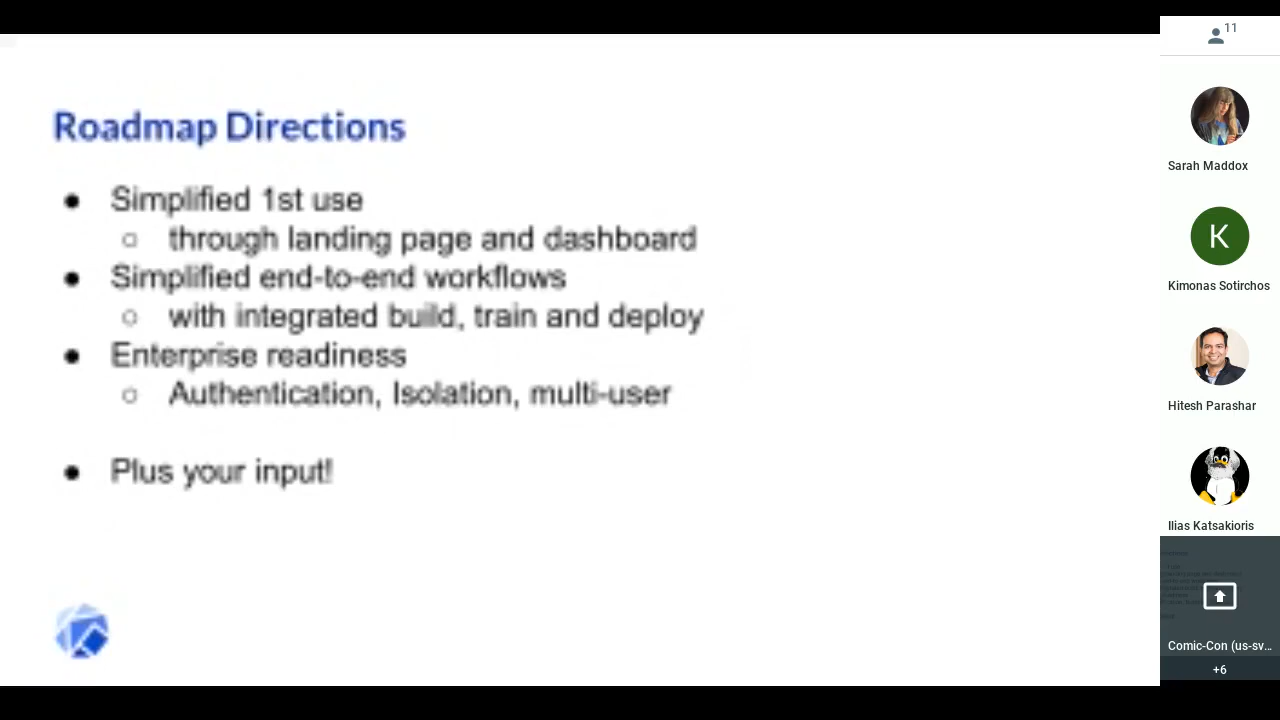 Roadmap Directions
● Simplified 1st use
○ through landing page and dashboard
● Simplified end-to-end workflows
○ with integrated build, train and deploy
● Enterprise readiness
○ Authentication, Isolation, multi-user
● Plus your input!
11
Sarah Maddox
K
Kimonas Sotirchos
Hitesh Parashar
Ilias Katsakioris
Comic-Con (us-sv...
+6